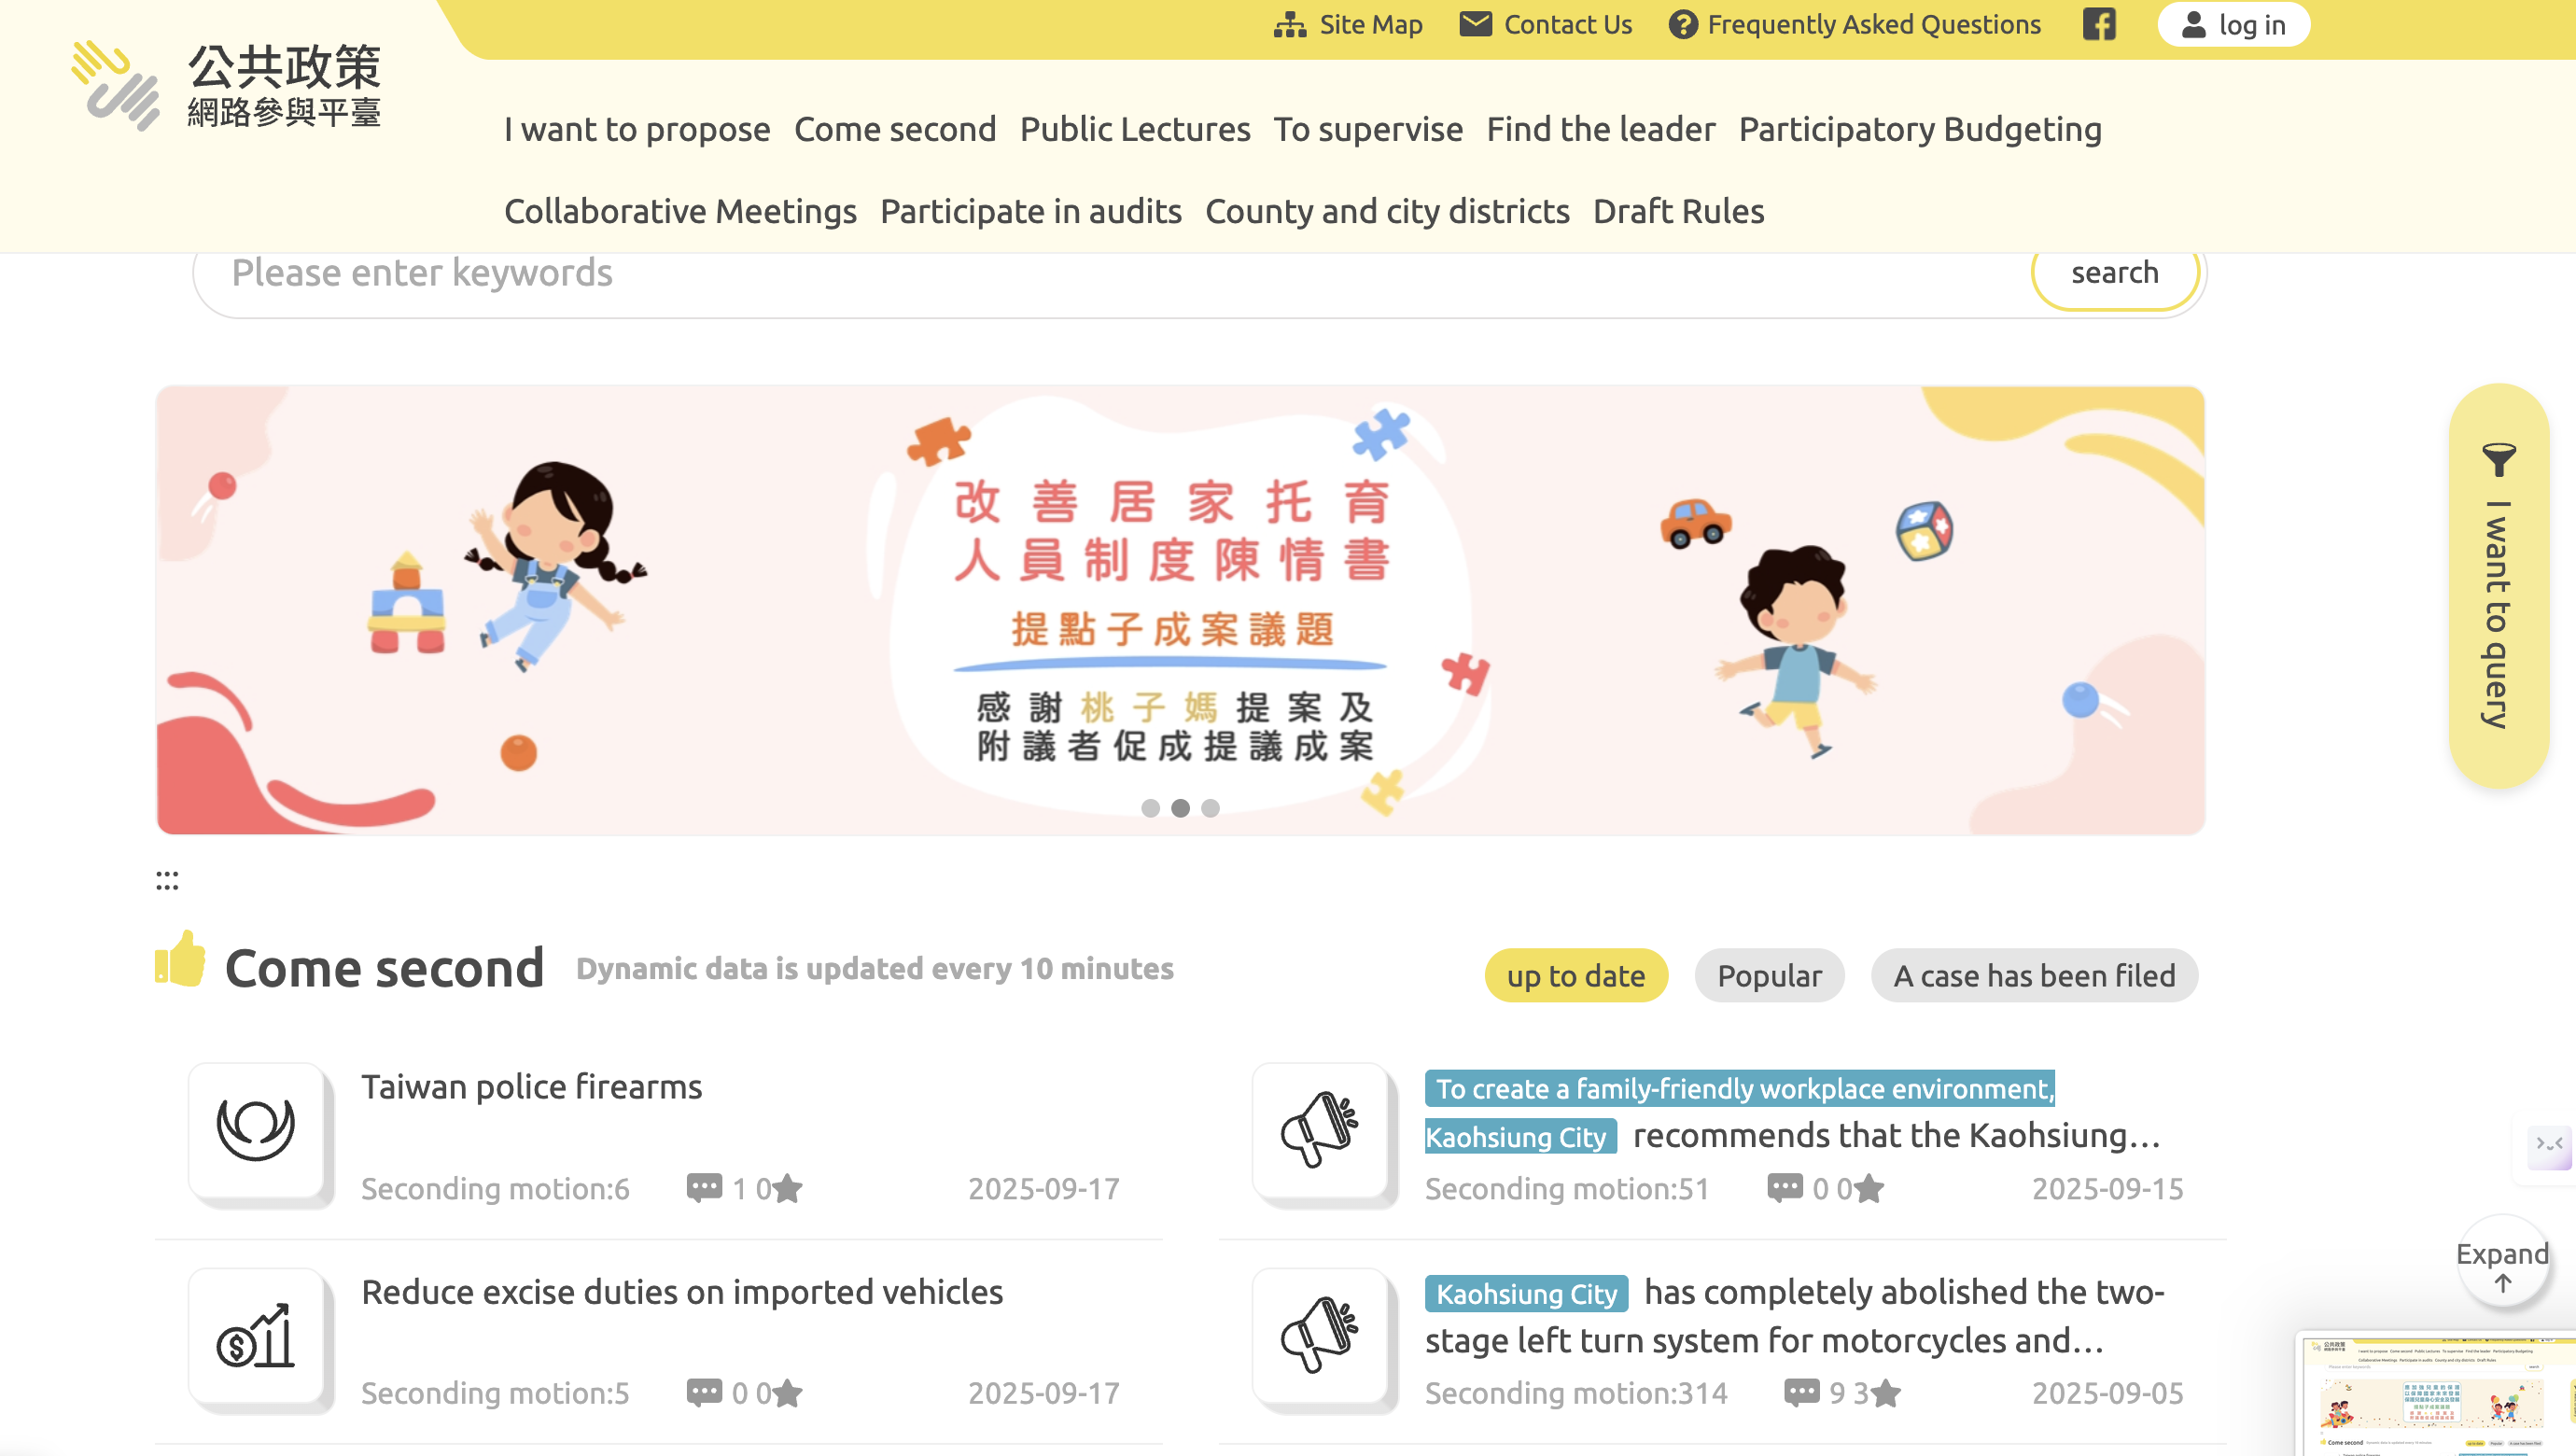 Site Map Contact Us Frequently Asked Questions log in
公共政策
網路參與平臺
I want to propose Come second Public Lectures To supervise Find the leader Participatory Budgeting
Collaborative Meetings Participate in audits County and city districts Draft Rules
Please enter keywords search
改善居家托育
人員制度陳情書
提點子成案議題
感謝桃子媽提案及
附議者促成提議成案
I want to query
Come second Dynamic data is updated every 10 minutes up to date Popular A case has been filed
Taiwan police firearms
Seconding motion:6 1 0 2025-09-17
To create a family-friendly workplace environment,
Kaohsiung City recommends that the Kaohsiung...
Seconding motion:51 0 0 2025-09-15
Reduce excise duties on imported vehicles
Seconding motion:5 0 0 2025-09-17
Kaohsiung City has completely abolished the two-
stage left turn system for motorcycles and...
Seconding motion:314 9 3 2025-09-05
Expand